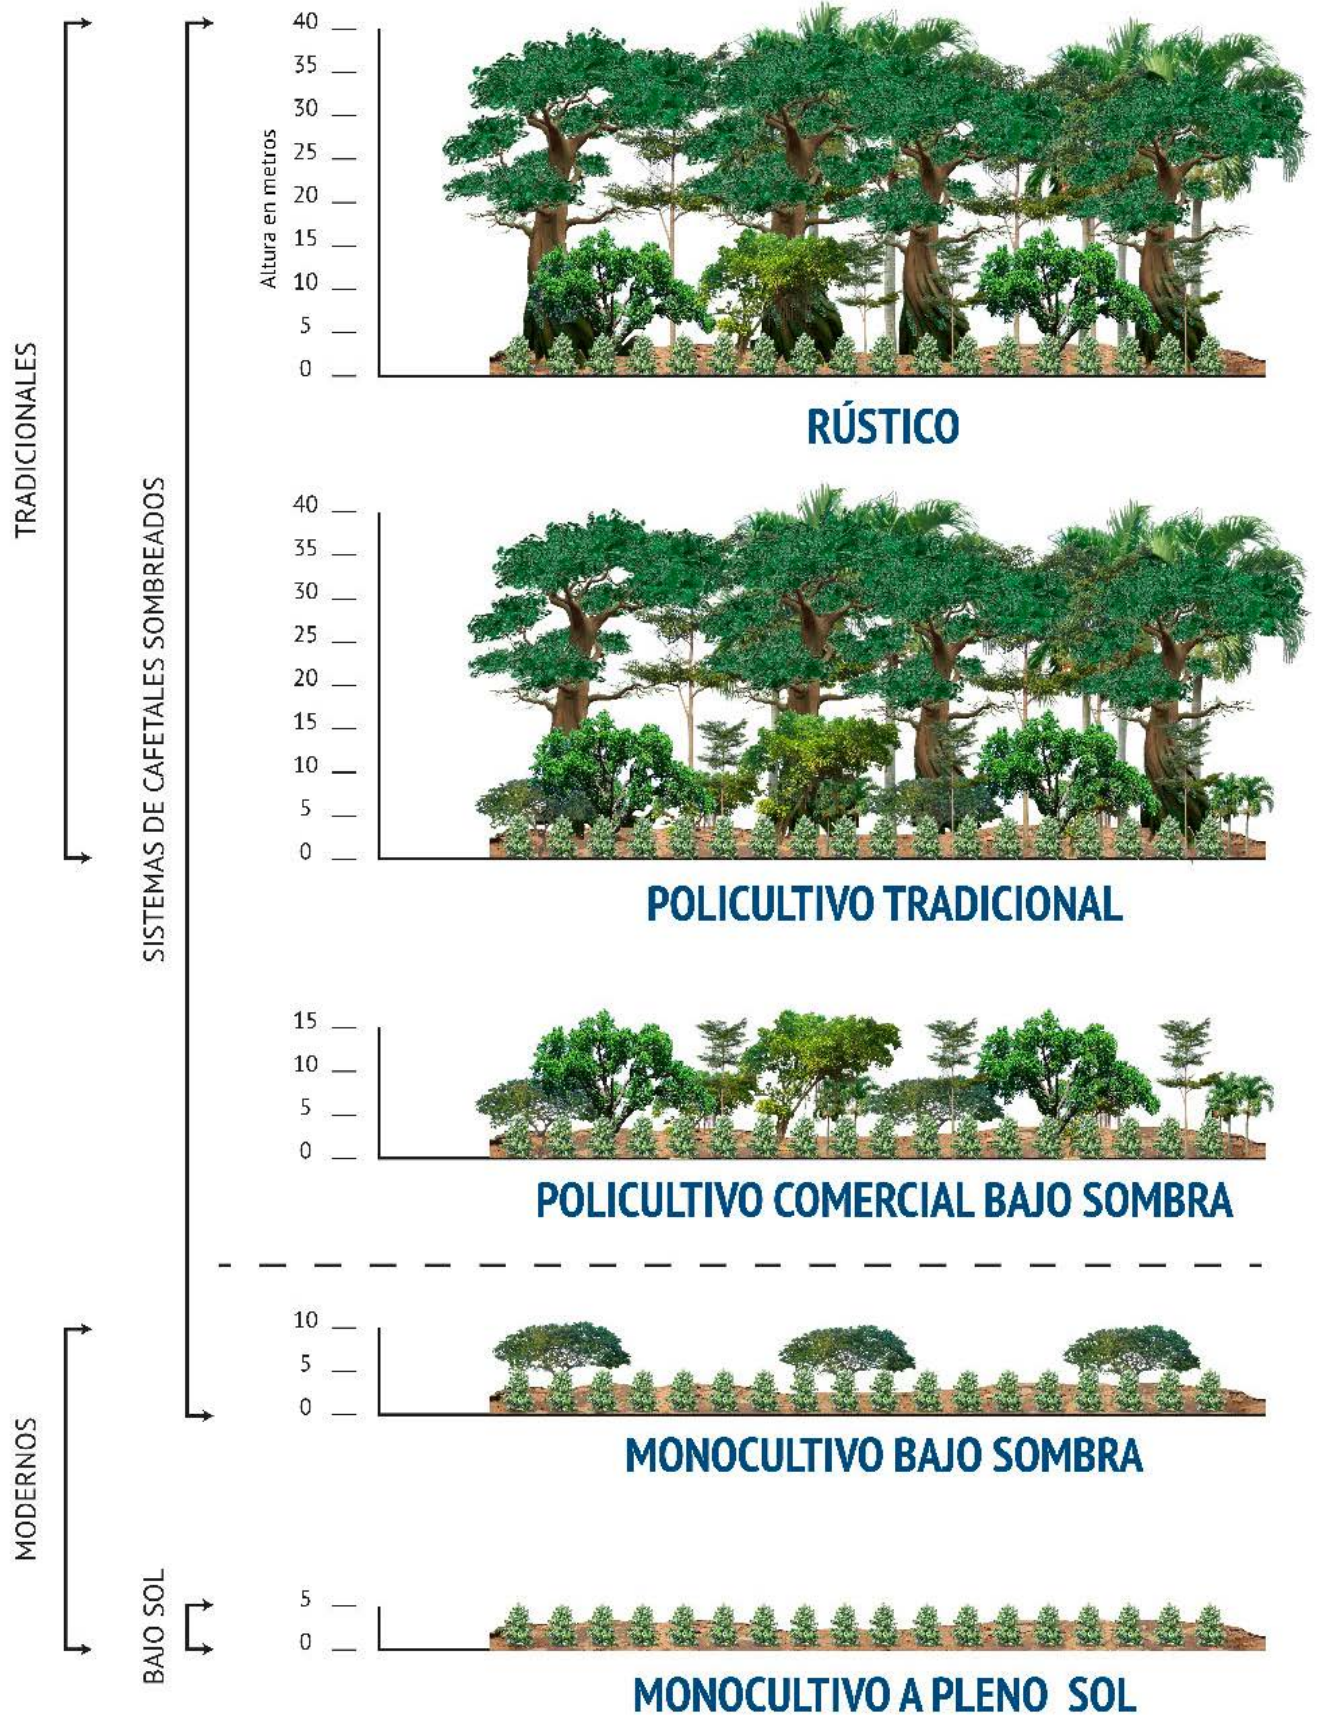 TRADICIONALES
SISTEMAS DE CAFETALES SOMBREADOS
Altura en metros
40
35
30
25
20
15
10
5
0
RÚSTICO
40
35
30
25
20
15
10
5
0
POLICULTIVO TRADICIONAL
15
10
5
0
POLICULTIVO COMERCIAL BAJO SOMBRA
MODERNOS
10
5
0
MONOCULTIVO BAJO SOMBRA
BAJO SOL
5
0
MONOCULTIVO A PLENO SOL